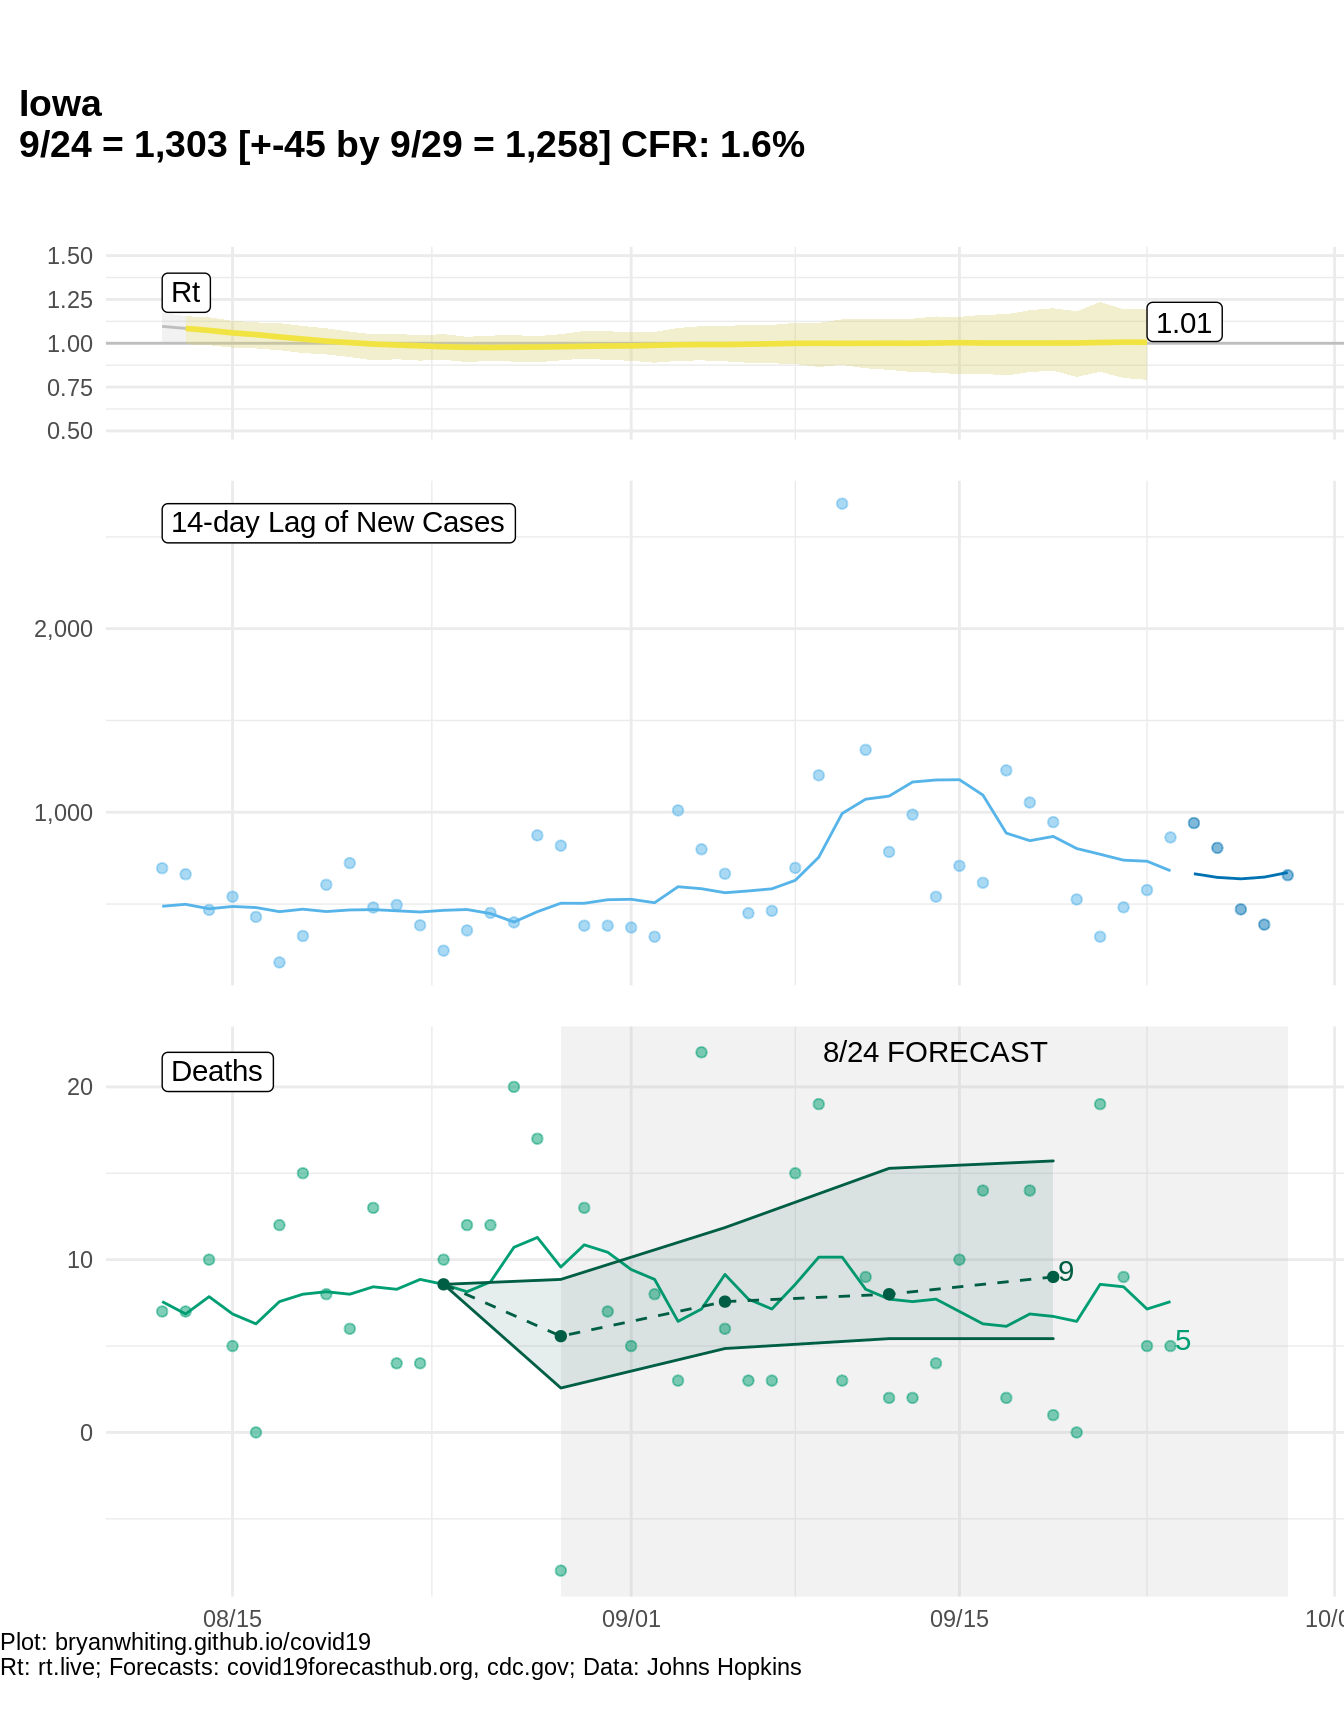 Iowa
9/24 = 1,303 [+-45 by 9/29 = 1,258] CFR: 1.6%
1.50
1.25
1.00
0.75
0.50
Rt
1.01
14-day Lag of New Cases
2,000
1,000
Deaths
8/24 FORECAST
20
10
0
9
5
08/15
09/01
09/15
10/0
Plot: bryanwhiting.github.io/covid19
Rt: rt.live; Forecasts: covid19forecasthub.org, cdc.gov; Data: Johns Hopkins